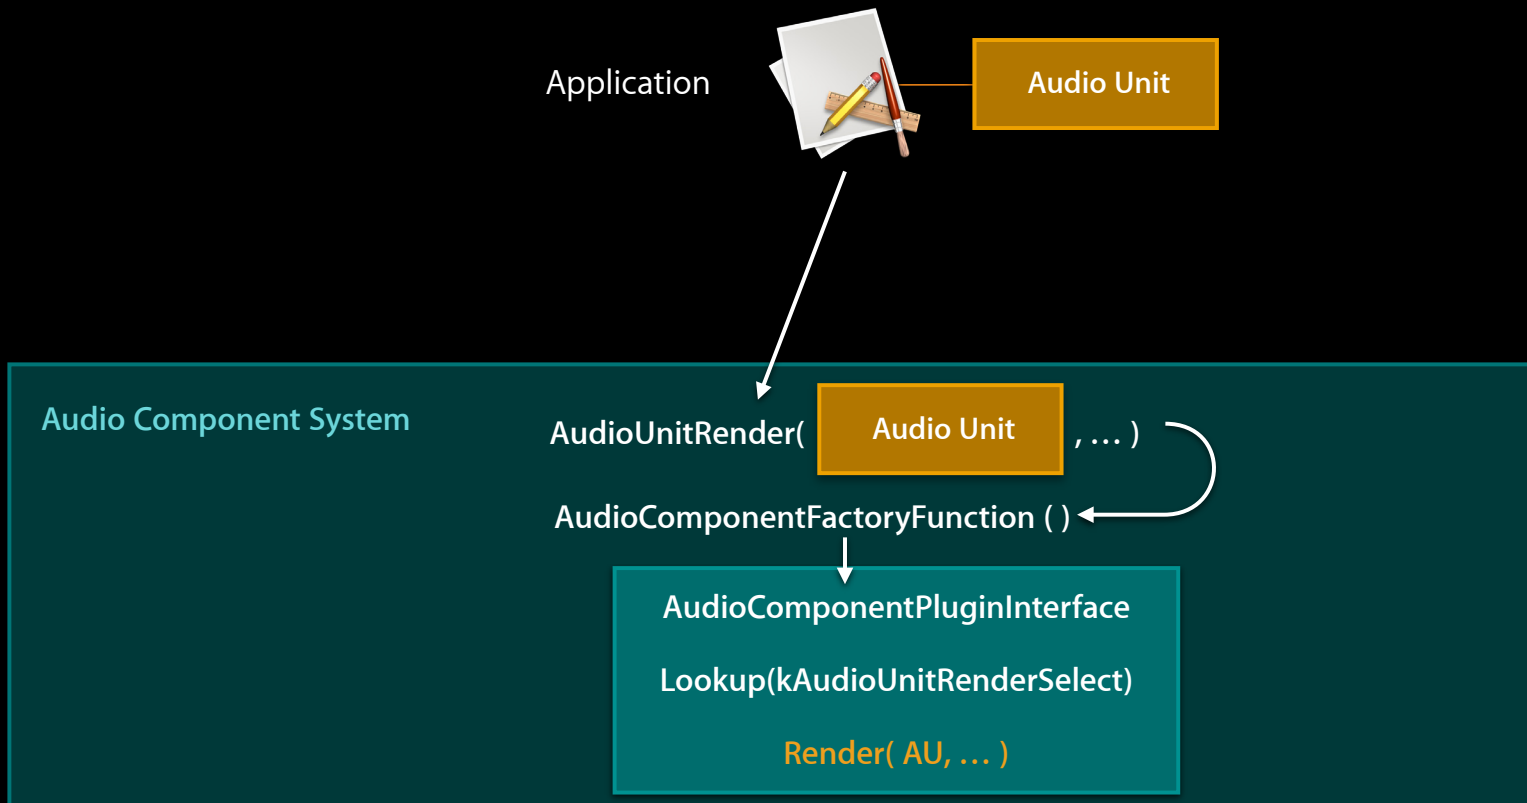 Application
Audio Unit
Audio Component System
AudioUnitRender( Audio Unit , … )
AudioComponentFactoryFunction ( )
AudioComponentPluginInterface
Lookup(kAudioUnitRenderSelect)
Render( AU, … )